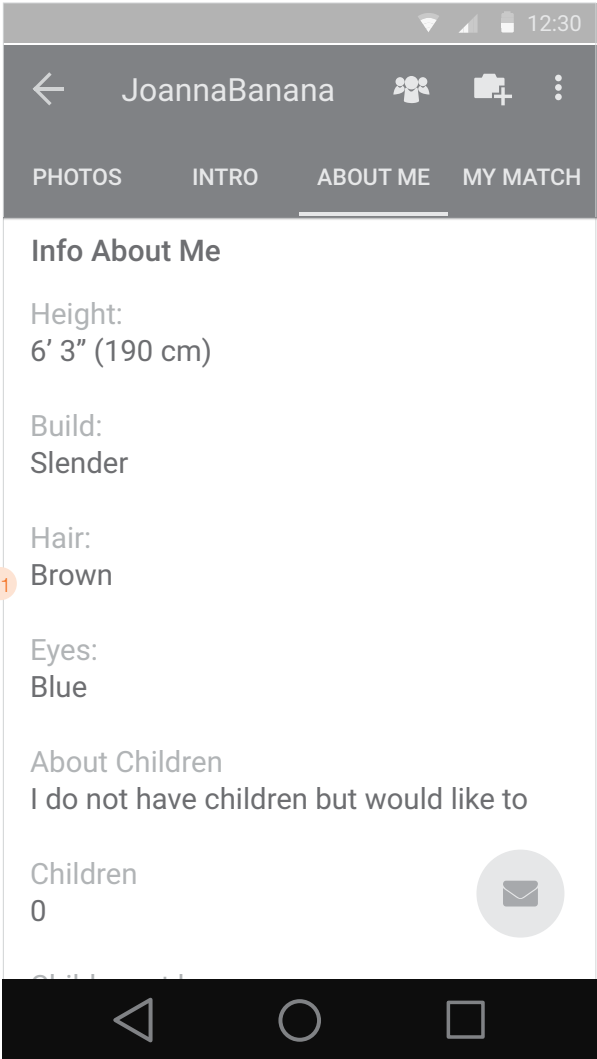 12:30
JoannaBanana
PHOTOS INTRO ABOUT ME MY MATCH
Info About Me
Height:
6’ 3” (190 cm)
Build:
Slender
Hair:
Brown
1
Eyes:
Blue
About Children
I do not have children but would like to
Children
0